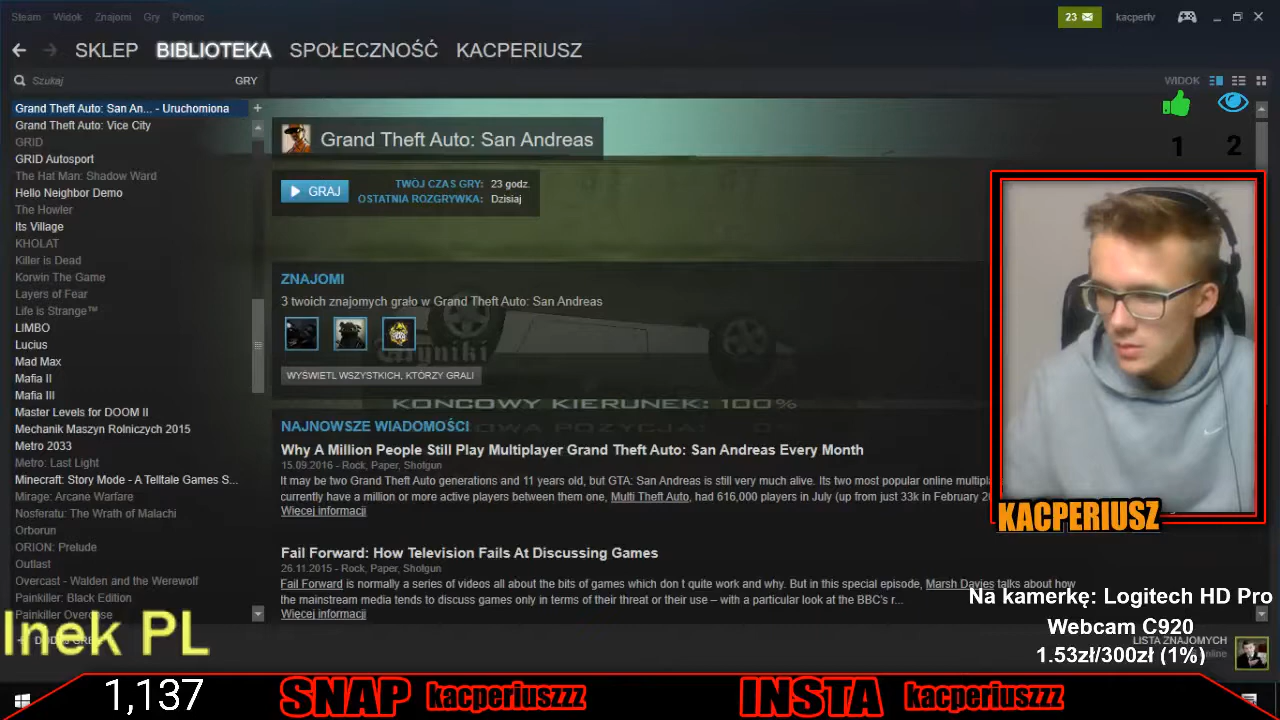 Steam Widok Znajomi Gry Pomoc
23
kacpertv
SKLEP BIBLIOTEKA SPOŁECZNOŚĆ KACPERIUSZ
Szukaj
GRY
WIDOK
Grand Theft Auto: San An... - Uruchomiona
Grand Theft Auto: Vice City
GRID
GRID Autosport
The Hat Man: Shadow Ward
Hello Neighbor Demo
The Howler
Its Village
KHOLAT
Killer is Dead
Korwin The Game
Layers of Fear
Life is Strange™
LIMBO
Lucius
Mad Max
Mafia II
Mafia III
Master Levels for DOOM II
Mechanik Maszyn Rolniczych 2015
Metro 2033
Metro: Last Light
Minecraft: Story Mode - A Telltale Games S...
Mirage: Arcane Warfare
Nosferatu: The Wrath of Malachi
Orborun
ORION: Prelude
Outlast
Overcast - Walden and the Werewolf
Painkiller: Black Edition
Painkiller Overdose
Grand Theft Auto: San Andreas
GRAJ
TWÓJ CZAS GRY: 23 godz.
OSTATNIA ROZGRYWKA: Dzisiaj
ZNAJOMI
3 twoich znajomych grało w Grand Theft Auto: San Andreas
Wyniki
WYŚWIETL WSZYSTKICH, KTÓRZY GRALI
KOŃCOWY KIERUNEK: 100%
NAJNOWSZE WIADOMOŚCI
Why A Million People Still Play Multiplayer Grand Theft Auto: San Andreas Every Month
15.09.2016 - Rock, Paper, Shotgun
It may be two Grand Theft Auto generations and 11 years old, but GTA: San Andreas is still very much alive. Its two most popular online multipla
currently have a million or more active players between them one, Multi Theft Auto, had 616,000 players in July (up from just 33k in February 20
Więcej informacji
Fail Forward: How Television Fails At Discussing Games
26.11.2015 - Rock, Paper, Shotgun
Fail Forward is normally a series of videos all about the bits of games which don t quite work and why. But in this special episode, Marsh Davies talks about how
the mainstream media tends to discuss games only in terms of their threat or their use – with a particular look at the BBC's r...
Więcej informacji
1 2
KACPERIUSZ
Na kamerkę: Logitech HD Pro
Webcam C920
1.53zł/300zł (1%)
LISTA ZNAJOMYCH
Inek PL
1,137
SNAP kacperiuszzz
INSTA kacperiuszzz